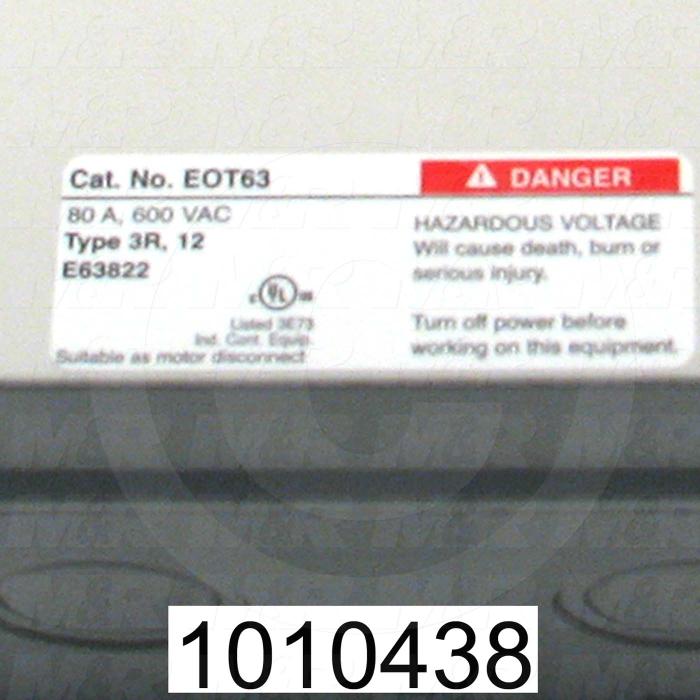 Cat. No. EOT63
80 A, 600 VAC
Type 3R, 12
E63822
c UL us
Listed 3E73
Ind. Cont. Equip.
Suitable as motor disconnect
DANGER
HAZARDOUS VOLTAGE
Will cause death, burn or
serious injury.
Turn off power before
working on this equipment.
M&R
1010438